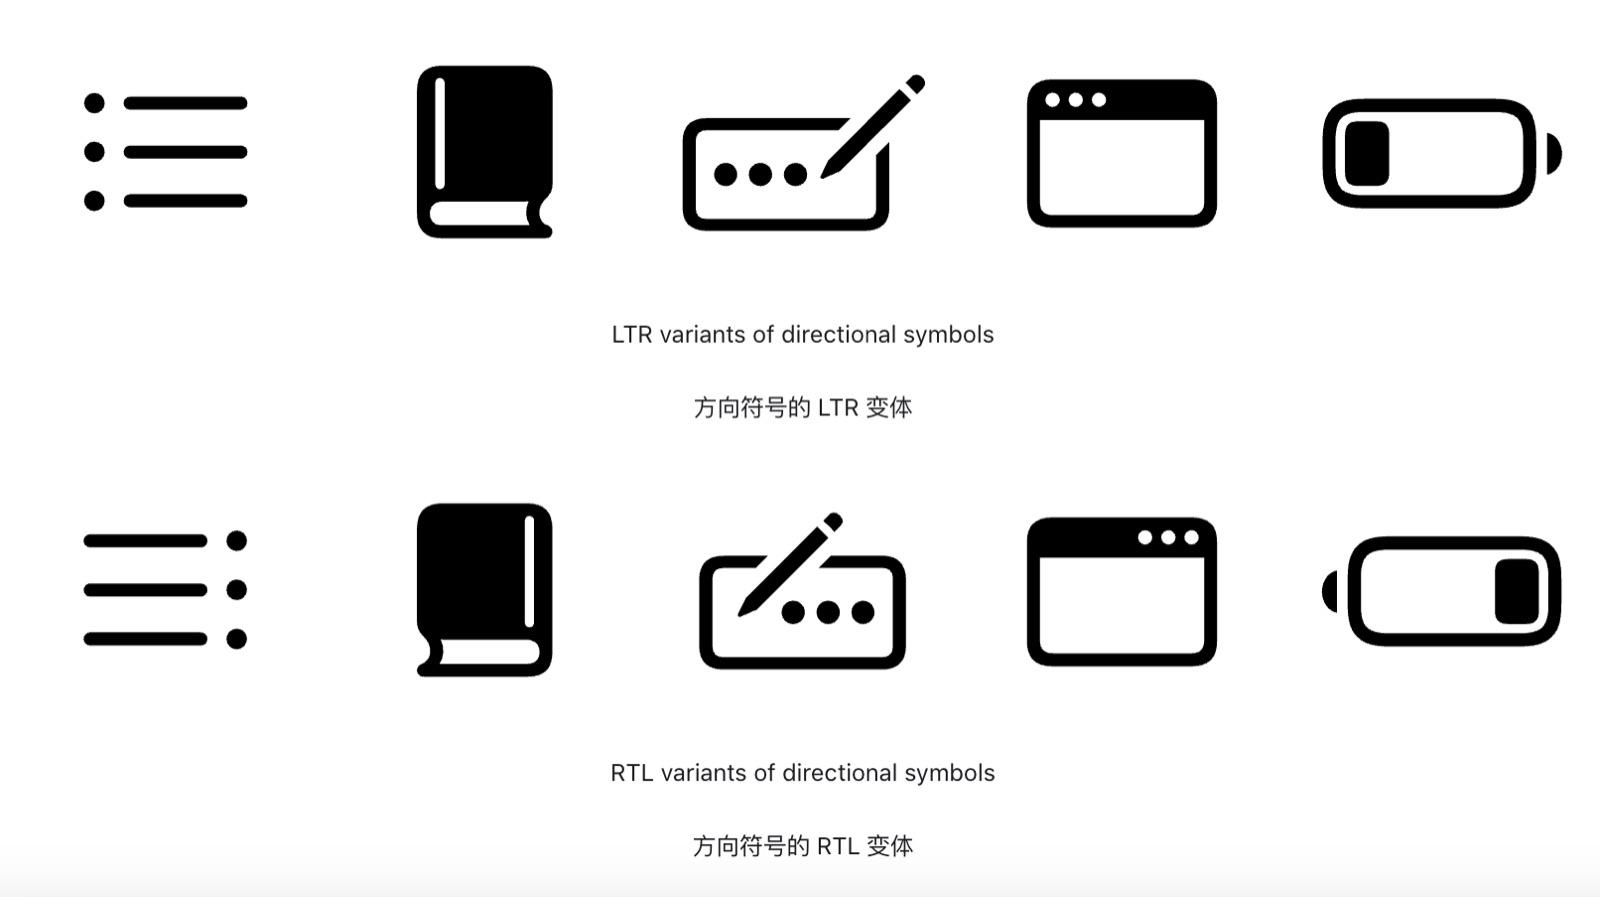 LTR variants of directional symbols
方向符号的 LTR 变体
RTL variants of directional symbols
方向符号的 RTL 变体